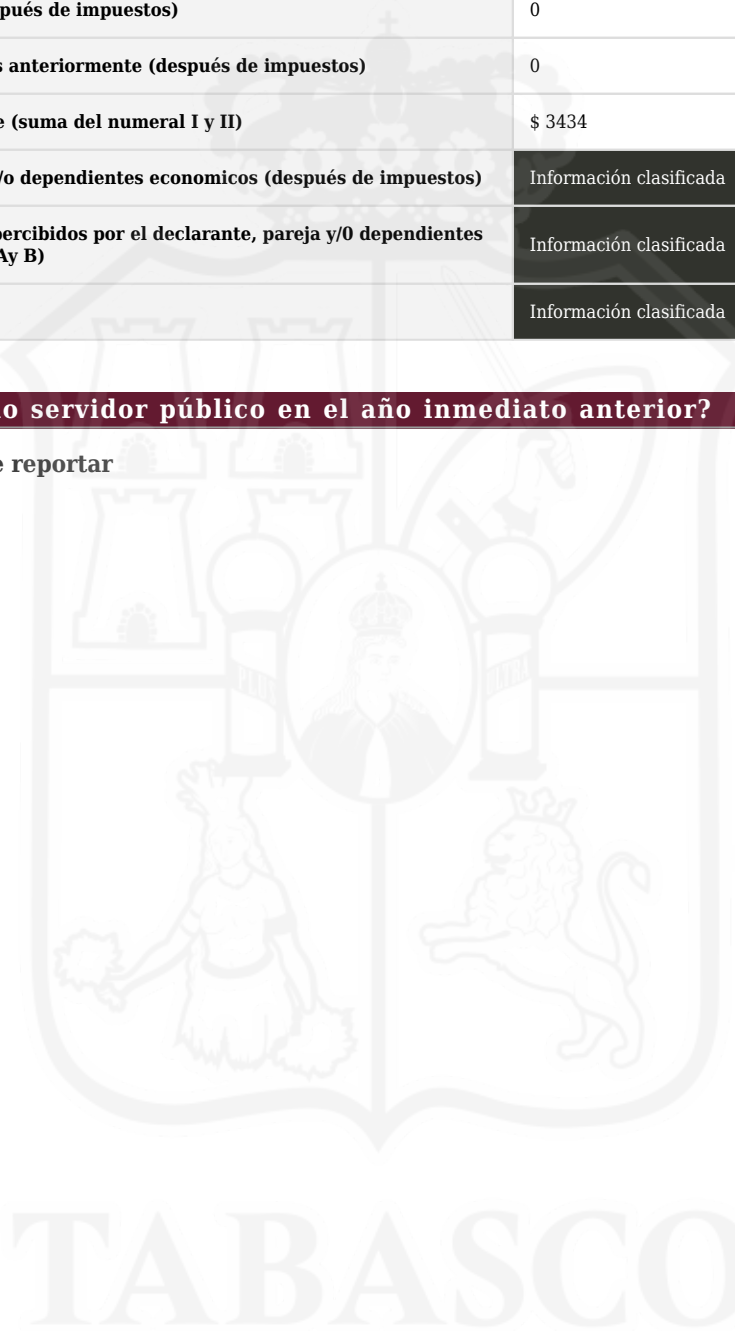 pués de impuestos)
0
s anteriormente (después de impuestos)
0
e (suma del numeral I y II)
$ 3434
/o dependientes economicos (después de impuestos)
Información clasificada
percibidos por el declarante, pareja y/0 dependientes
Ay B)
Información clasificada
Información clasificada
o servidor público en el año inmediato anterior?
e reportar
PLUS
ULTRA
TABASCO